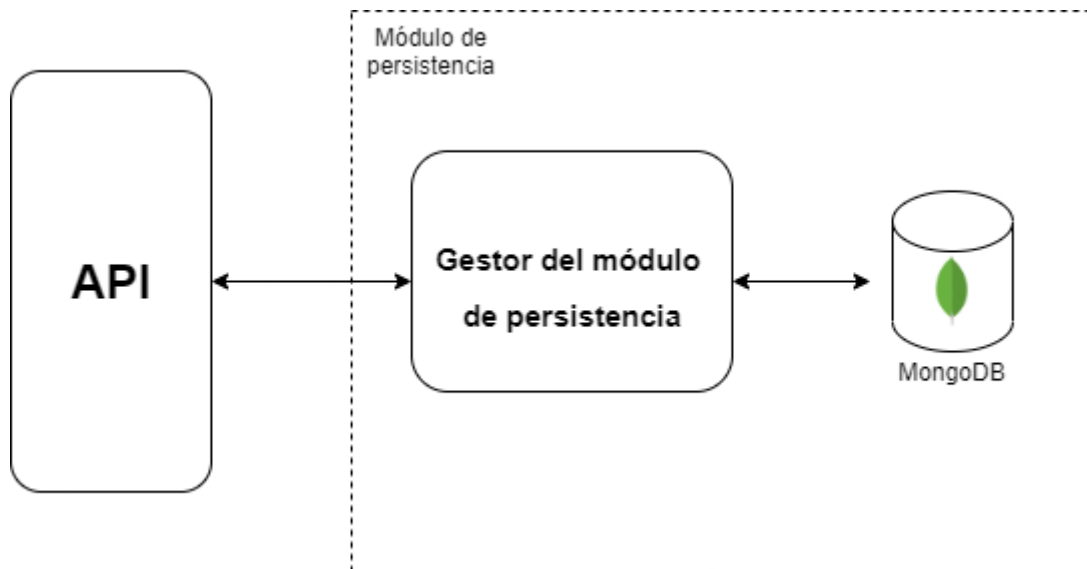 Módulo de
persistencia
API
Gestor del módulo
de persistencia
MongoDB